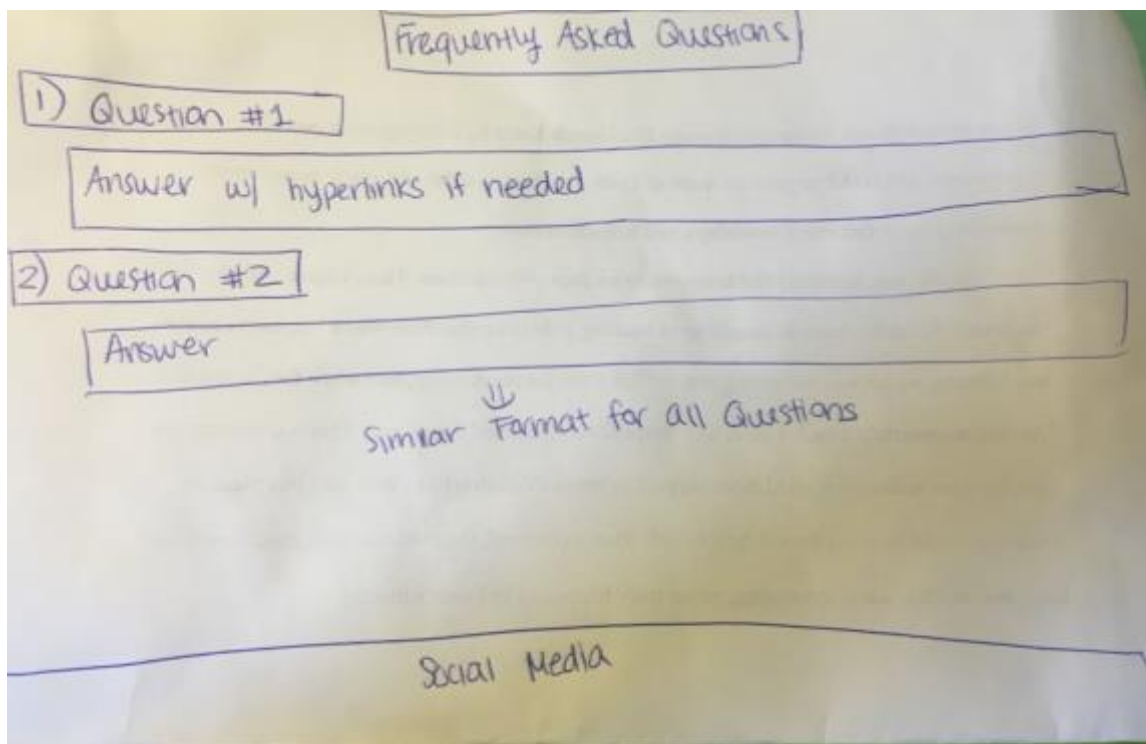 Frequently Asked Questions
1) Question #1
Answer w/ hyperlinks if needed
2) Question #2
Answer
⇓
Similar Format for all Questions
Social Media